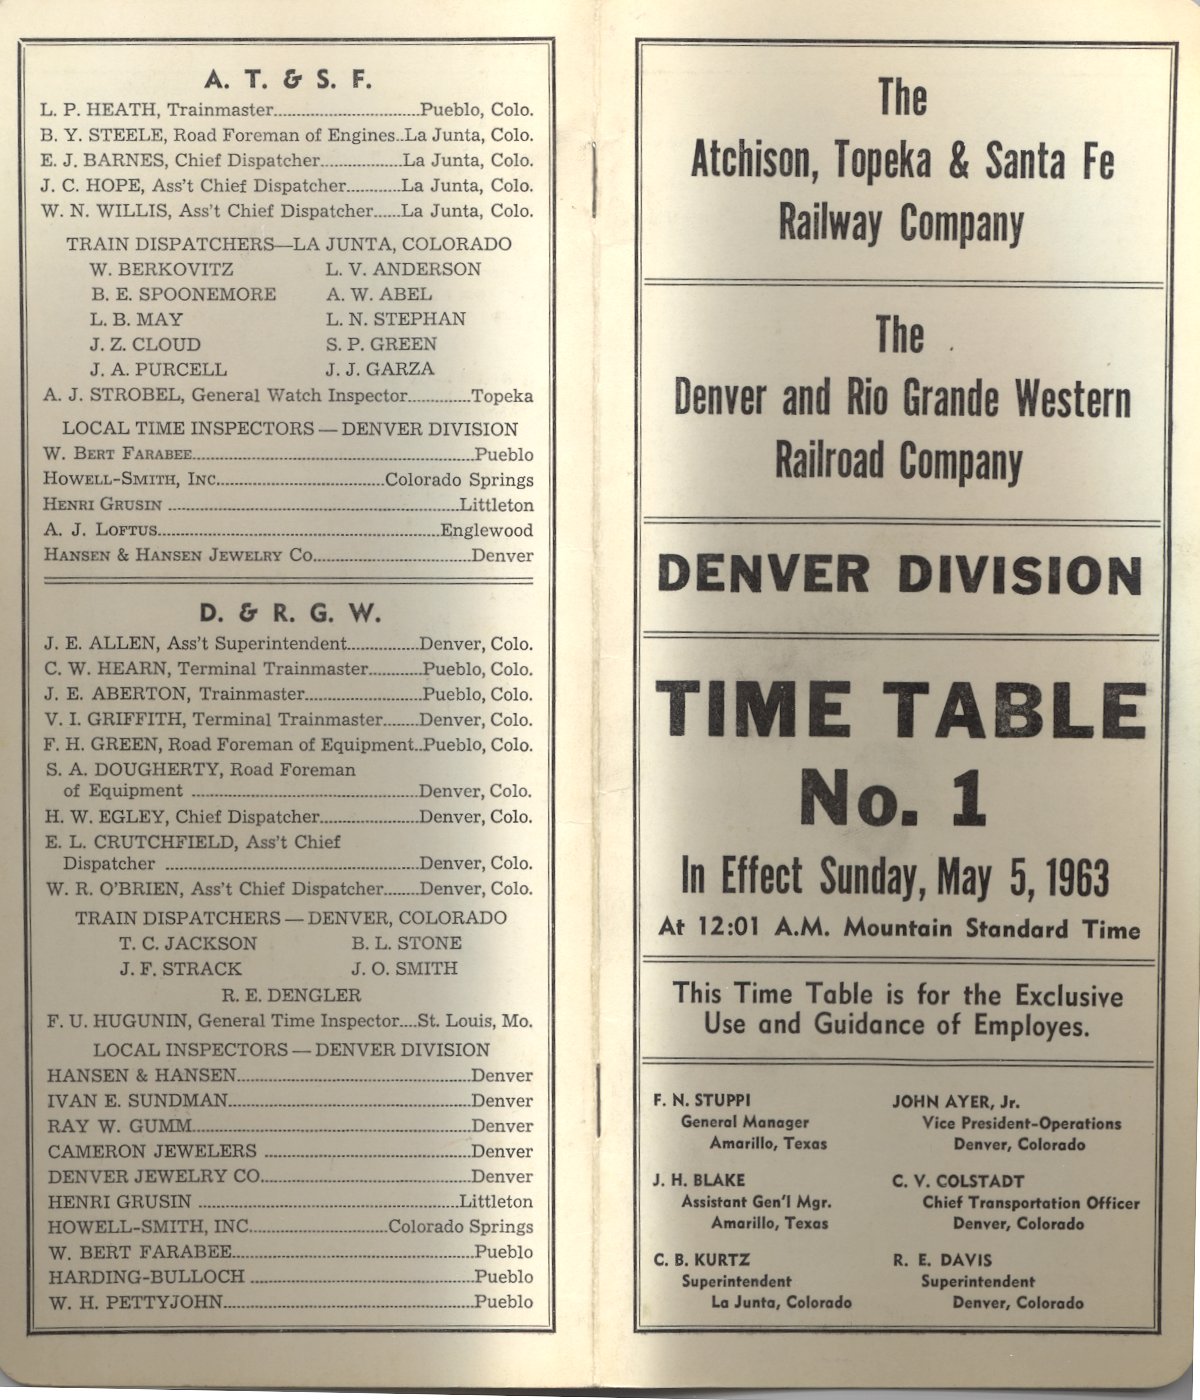 A. T. & S. F.
L. P. HEATH, Trainmaster................................Pueblo, Colo.
B. Y. STEELE, Road Foreman of Engines..La Junta, Colo.
E. J. BARNES, Chief Dispatcher..................La Junta, Colo.
J. C. HOPE, Ass't Chief Dispatcher............La Junta, Colo.
W. N. WILLIS, Ass't Chief Dispatcher......La Junta, Colo.
TRAIN DISPATCHERS—LA JUNTA, COLORADO
W. BERKOVITZ L. V. ANDERSON
B. E. SPOONEMORE A. W. ABEL
L. B. MAY L. N. STEPHAN
J. Z. CLOUD S. P. GREEN
J. A. PURCELL J. J. GARZA
A. J. STROBEL, General Watch Inspector.............Topeka
LOCAL TIME INSPECTORS — DENVER DIVISION
W. BERT FARABEE..............................................Pueblo
HOWELL-SMITH, INC.....................................Colorado Springs
HENRI GRUSIN ..............................................Littleton
A. J. LOFTUS..............................................Englewood
HANSEN & HANSEN JEWELRY CO..................................Denver
D. & R. G. W.
J. E. ALLEN, Ass't Superintendent................Denver, Colo.
C. W. HEARN, Terminal Trainmaster............Pueblo, Colo.
J. E. ABERTON, Trainmaster..........................Pueblo, Colo.
V. I. GRIFFITH, Terminal Trainmaster........Denver, Colo.
F. H. GREEN, Road Foreman of Equipment..Pueblo, Colo.
S. A. DOUGHERTY, Road Foreman
of Equipment ..................................................Denver, Colo.
H. W. EGLEY, Chief Dispatcher......................Denver, Colo.
E. L. CRUTCHFIELD, Ass't Chief
Dispatcher ........................................................Denver, Colo.
W. R. O'BRIEN, Ass't Chief Dispatcher........Denver, Colo.
TRAIN DISPATCHERS — DENVER, COLORADO
T. C. JACKSON B. L. STONE
J. F. STRACK J. O. SMITH
R. E. DENGLER
F. U. HUGUNIN, General Time Inspector....St. Louis, Mo.
LOCAL INSPECTORS — DENVER DIVISION
HANSEN & HANSEN..................................................Denver
IVAN E. SUNDMAN....................................................Denver
RAY W. GUMM............................................................Denver
CAMERON JEWELERS ............................................Denver
DENVER JEWELRY CO.............................................Denver
HENRI GRUSIN ......................................................Littleton
HOWELL-SMITH, INC..............................Colorado Springs
W. BERT FARABEE....................................................Pueblo
HARDING-BULLOCH ................................................Pueblo
W. H. PETTYJOHN......................................................Pueblo
The
Atchison, Topeka & Santa Fe
Railway Company
The
Denver and Rio Grande Western
Railroad Company
DENVER DIVISION
TIME TABLE
No. 1
In Effect Sunday, May 5, 1963
At 12:01 A.M. Mountain Standard Time
This Time Table is for the Exclusive
Use and Guidance of Employes.
F. N. STUPPI
General Manager
Amarillo, Texas
J. H. BLAKE
Assistant Gen'l Mgr.
Amarillo, Texas
C. B. KURTZ
Superintendent
La Junta, Colorado
JOHN AYER, Jr.
Vice President-Operations
Denver, Colorado
C. V. COLSTADT
Chief Transportation Officer
Denver, Colorado
R. E. DAVIS
Superintendent
Denver, Colorado